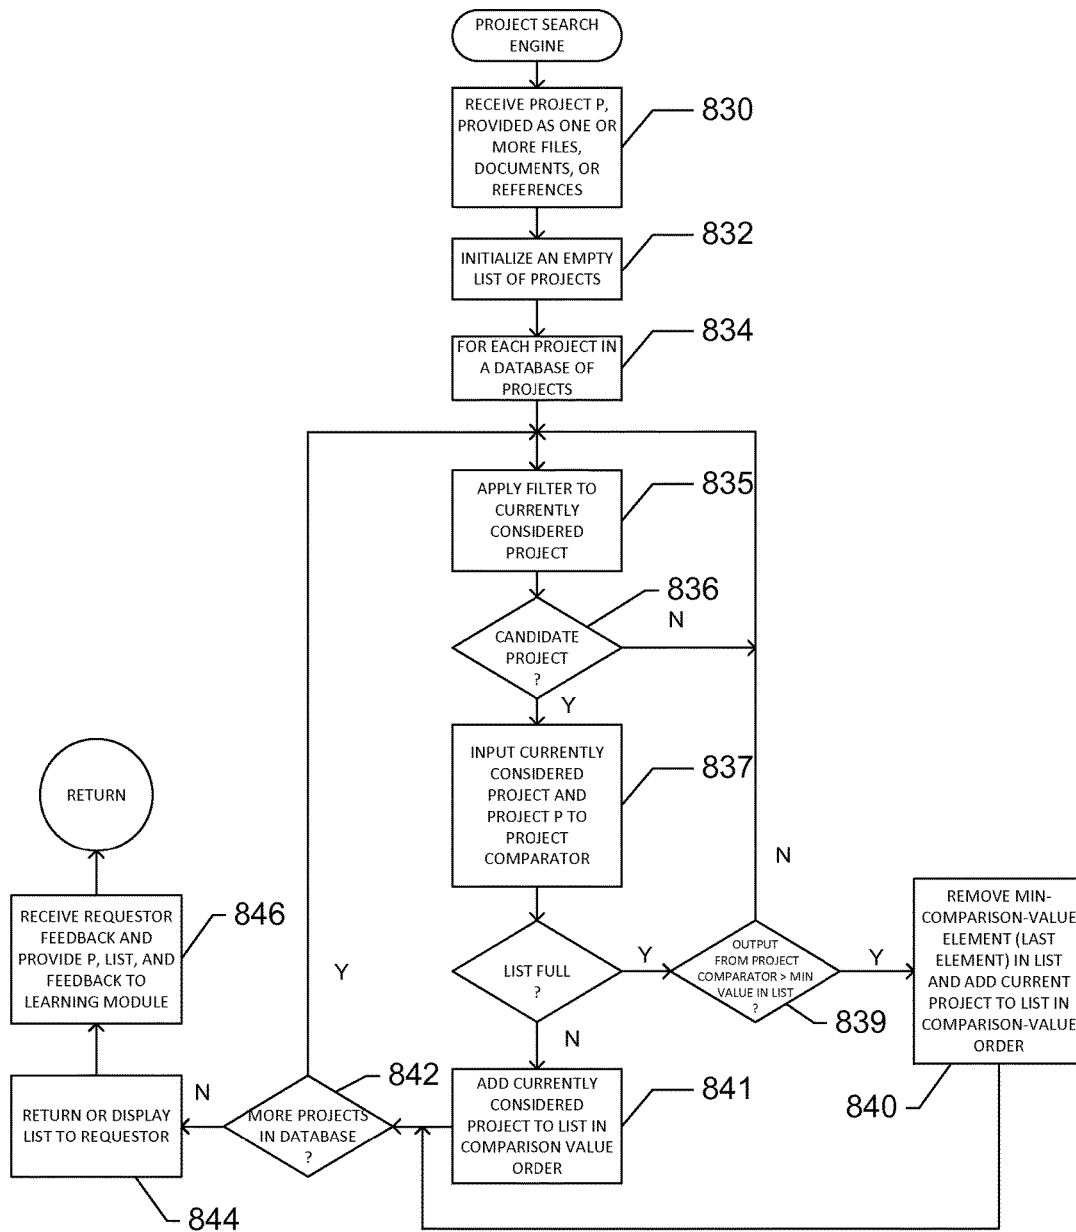 PROJECT SEARCH
ENGINE
RECEIVE PROJECT P,
PROVIDED AS ONE OR
MORE FILES,
DOCUMENTS, OR
REFERENCES
830
INITIALIZE AN EMPTY
LIST OF PROJECTS
832
FOR EACH PROJECT IN
A DATABASE OF
PROJECTS
834
APPLY FILTER TO
CURRENTLY
CONSIDERED
PROJECT
835
CANDIDATE
PROJECT
?
836
N
Y
INPUT CURRENTLY
CONSIDERED
PROJECT AND
PROJECT P TO
PROJECT
COMPARATOR
837
LIST FULL
?
Y
N
OUTPUT
FROM PROJECT
COMPARATOR > MIN
VALUE IN LIST
?
839
N
Y
REMOVE MIN-
COMPARISON-VALUE
ELEMENT (LAST
ELEMENT) IN LIST
AND ADD CURRENT
PROJECT TO LIST IN
COMPARISON-VALUE
ORDER
840
ADD CURRENTLY
CONSIDERED
PROJECT TO LIST IN
COMPARISON VALUE
ORDER
841
MORE PROJECTS
IN DATABASE
?
842
Y
N
RETURN OR DISPLAY
LIST TO REQUESTOR
844
RECEIVE REQUESTOR
FEEDBACK AND
PROVIDE P, LIST, AND
FEEDBACK TO
LEARNING MODULE
846
RETURN